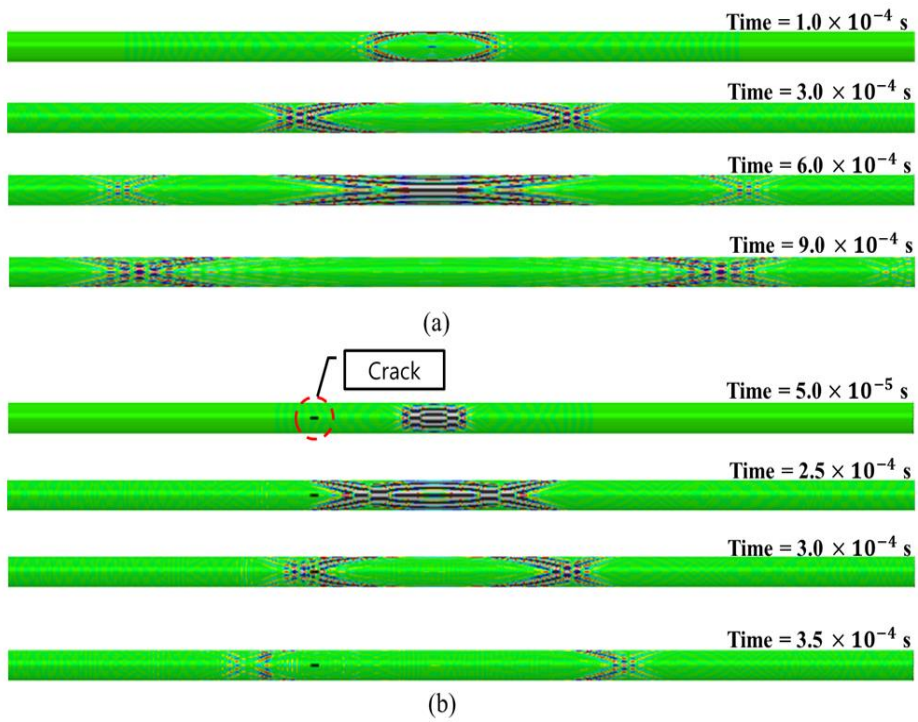 Time = 1.0 × 10⁻⁴ s
Time = 3.0 × 10⁻⁴ s
Time = 6.0 × 10⁻⁴ s
Time = 9.0 × 10⁻⁴ s
(a)
Crack
Time = 5.0 × 10⁻⁵ s
Time = 2.5 × 10⁻⁴ s
Time = 3.0 × 10⁻⁴ s
Time = 3.5 × 10⁻⁴ s
(b)